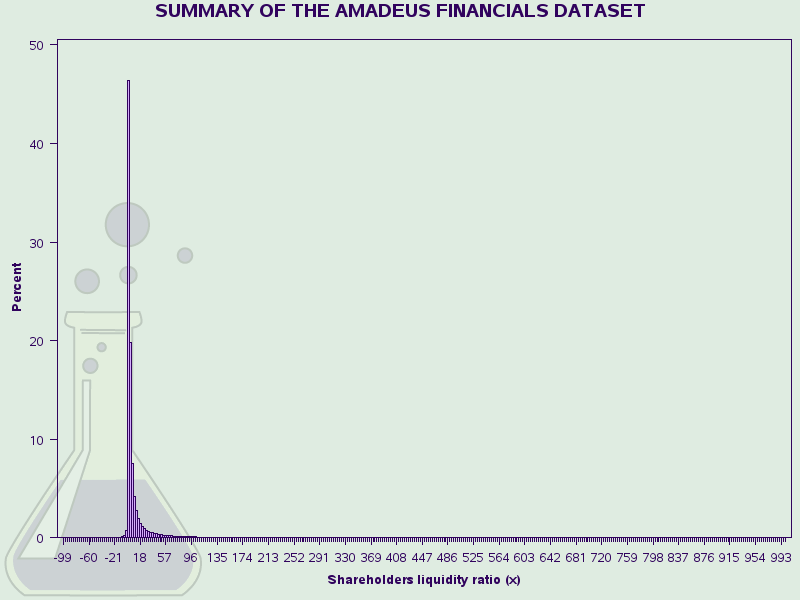 SUMMARY OF THE AMADEUS FINANCIALS DATASET
50
40
30
20
10
0
Percent
-99 -60 -21 18 57 96 135 174 213 252 291 330 369 408 447 486 525 564 603 642 681 720 759 798 837 876 915 954 993
Shareholders liquidity ratio (x)